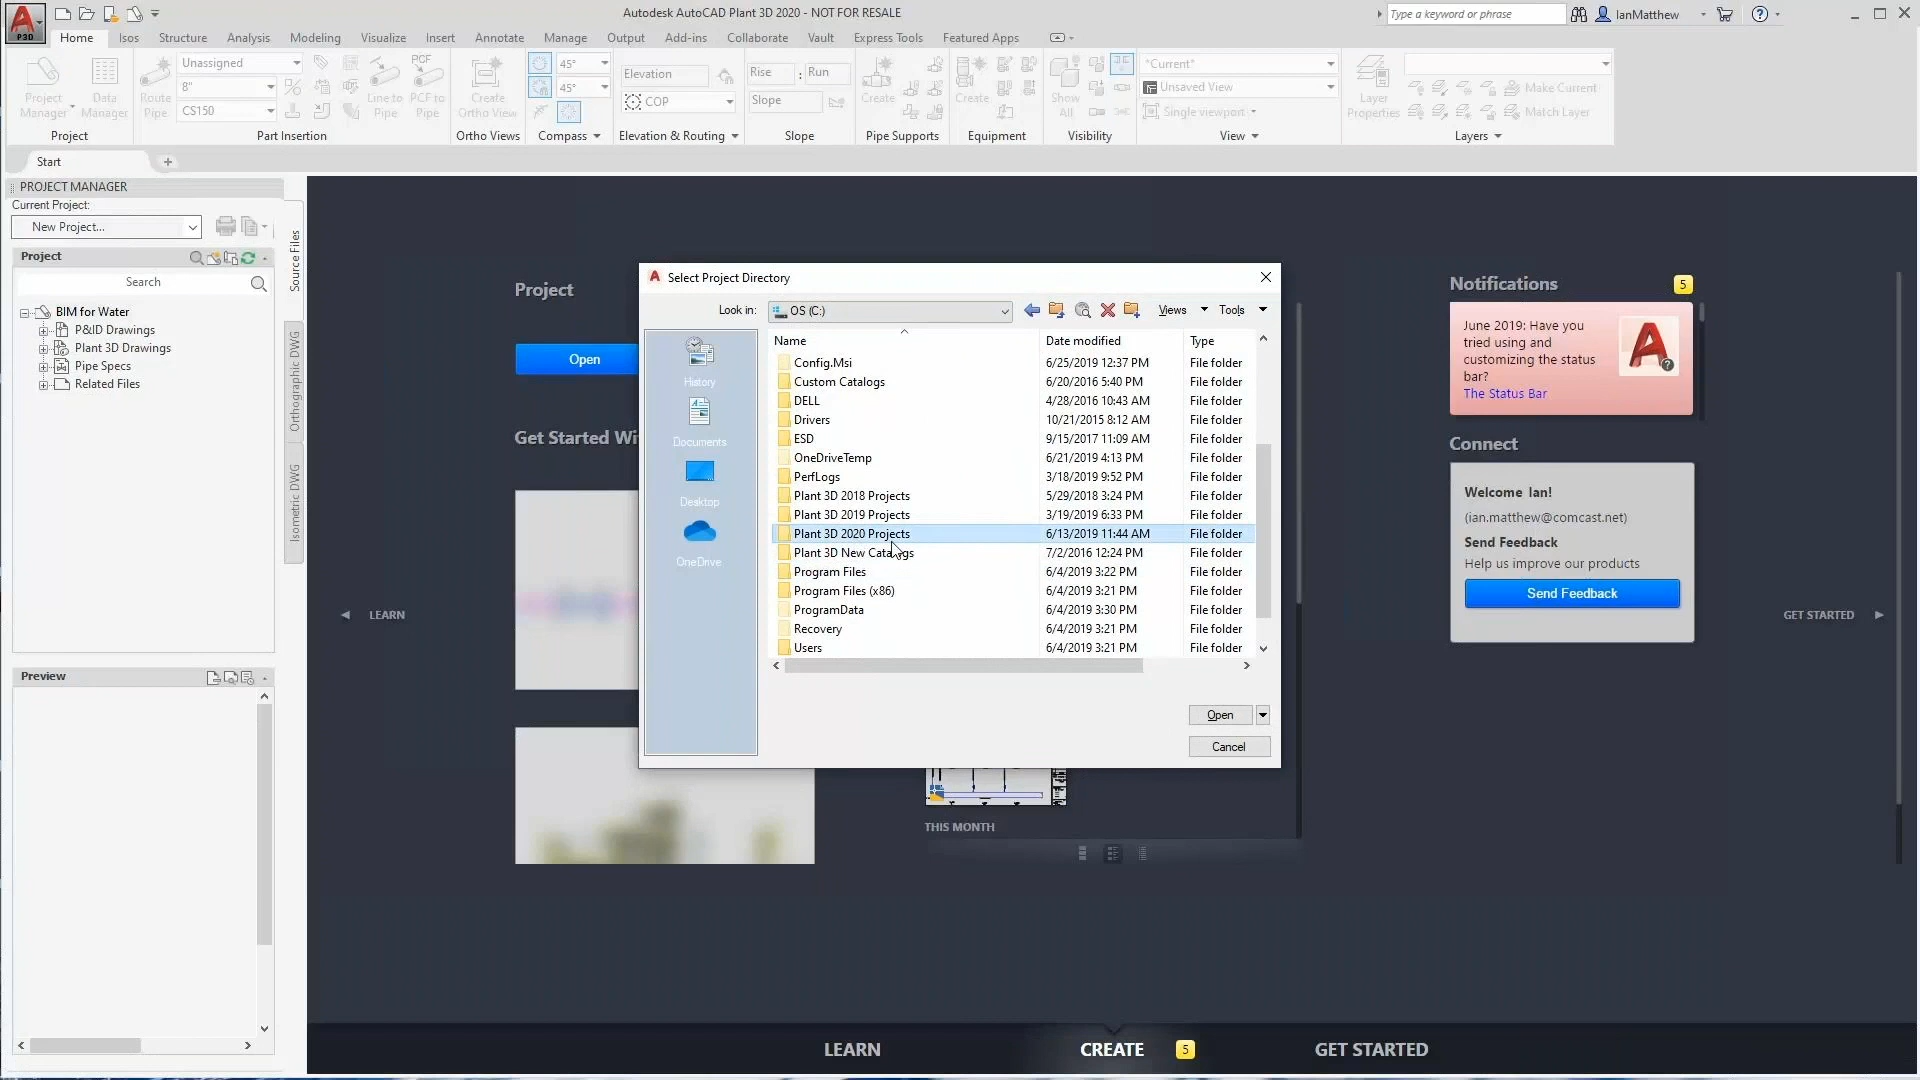 Autodesk AutoCAD Plant 3D 2020 - NOT FOR RESALE
Type a keyword or phrase
IanMatthew
P3D
Home Isos Structure Analysis Modeling Visualize Insert Annotate Manage Output Add-ins Collaborate Vault Express Tools Featured Apps
Project Manager
Data Manager
Route Pipe
Unassigned
8"
CS150
Line to Pipe
PCF
PCF to Pipe
Create Ortho Views
45°
45°
Elevation
COP
Rise : Run
Slope
Create
Create
Show All
*Current*
Unsaved View
Single viewport
Layer Properties
Make Current
Match Layer
Project Part Insertion Ortho Views Compass Elevation & Routing Slope Pipe Supports Equipment Visibility View Layers
Start
PROJECT MANAGER
Current Project:
New Project...
Project
Search
BIM for Water
P&ID Drawings
Plant 3D Drawings
Pipe Specs
Related Files
Source Files
Orthographic DWG
Isometric DWG
Preview
Project
Open
Get Started Wi
LEARN
Select Project Directory
Look in: OS (C:)
Views Tools
History
Documents
Desktop
OneDrive
Name Date modified Type
Config.Msi 6/25/2019 12:37 PM File folder
Custom Catalogs 6/20/2016 5:40 PM File folder
DELL 4/28/2016 10:43 AM File folder
Drivers 10/21/2015 8:12 AM File folder
ESD 9/15/2017 11:09 AM File folder
OneDriveTemp 6/21/2019 4:13 PM File folder
PerfLogs 3/18/2019 9:52 PM File folder
Plant 3D 2018 Projects 5/29/2018 3:24 PM File folder
Plant 3D 2019 Projects 3/19/2019 6:33 PM File folder
Plant 3D 2020 Projects 6/13/2019 11:44 AM File folder
Plant 3D New Catalogs 7/2/2016 12:24 PM File folder
Program Files 6/4/2019 3:22 PM File folder
Program Files (x86) 6/4/2019 3:21 PM File folder
ProgramData 6/4/2019 3:30 PM File folder
Recovery 6/4/2019 3:21 PM File folder
Users 6/4/2019 3:21 PM File folder
Open
Cancel
THIS MONTH
Notifications 5
June 2019: Have you
tried using and
customizing the status
bar?
The Status Bar
Connect
Welcome Ian!
(ian.matthew@comcast.net)
Send Feedback
Help us improve our products
Send Feedback
GET STARTED
LEARN CREATE 5 GET STARTED